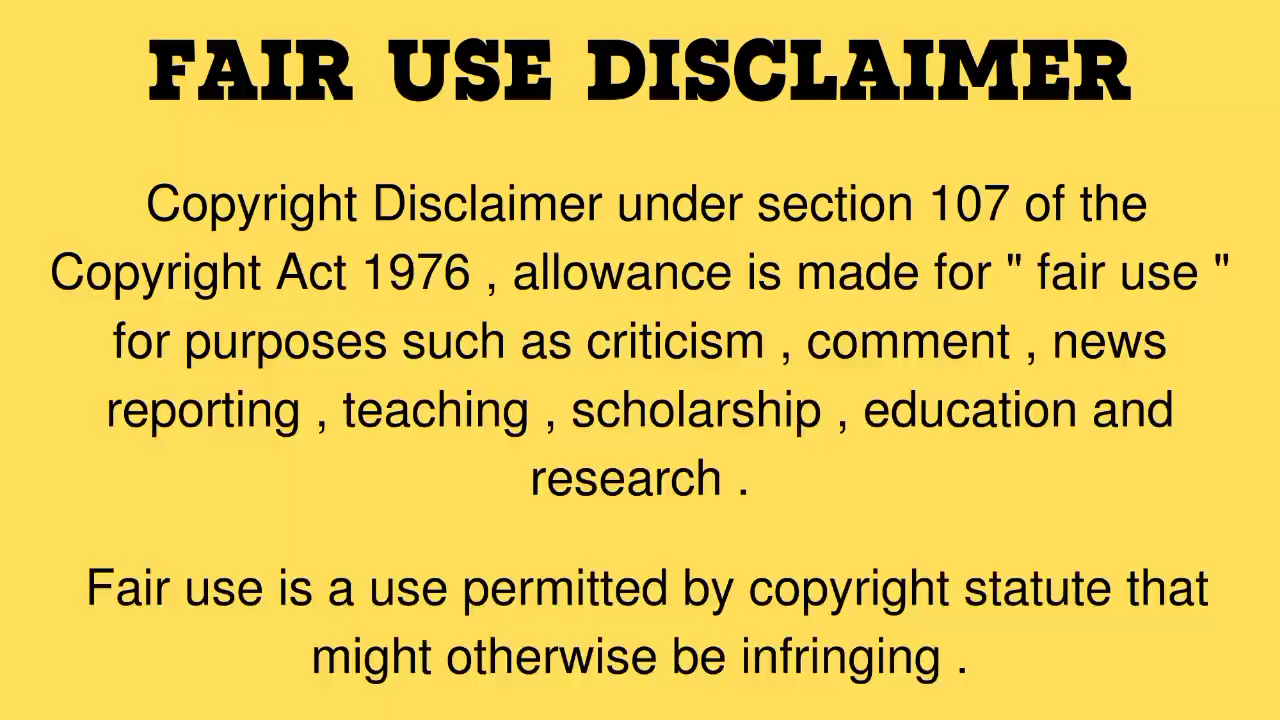 FAIR USE DISCLAIMER
Copyright Disclaimer under section 107 of the
Copyright Act 1976 , allowance is made for " fair use "
for purposes such as criticism , comment , news
reporting , teaching , scholarship , education and
research .
Fair use is a use permitted by copyright statute that
might otherwise be infringing .